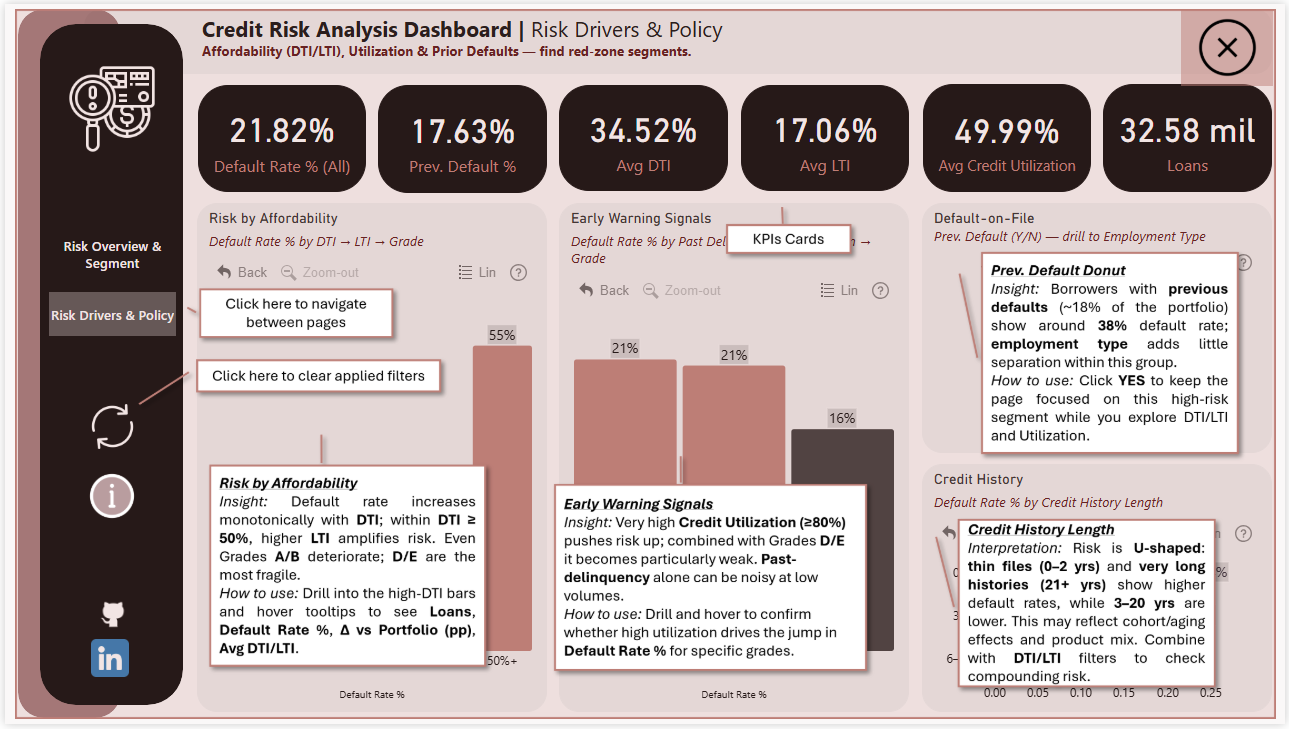 Credit Risk Analysis Dashboard | Risk Drivers & Policy
Affordability (DTI/LTI), Utilization & Prior Defaults — find red-zone segments.
21.82%
Default Rate % (All)
17.63%
Prev. Default %
34.52%
Avg DTI
17.06%
Avg LTI
49.99%
Avg Credit Utilization
32.58 mil
Loans
Risk Overview &
Segment
Risk Drivers & Policy
Click here to navigate
between pages
Click here to clear applied filters
Risk by Affordability
Default Rate % by DTI → LTI → Grade
Back
Zoom-out
Lin
?
55%
Risk by Affordability
Insight: Default rate increases
monotonically with DTI; within DTI ≥
50%, higher LTI amplifies risk. Even
Grades A/B deteriorate; D/E are the
most fragile.
How to use: Drill into the high-DTI bars
and hover tooltips to see Loans,
Default Rate %, Δ vs Portfolio (pp),
Avg DTI/LTI.
50%+
Default Rate %
Early Warning Signals
Default Rate % by Past →
Grade
KPIs Cards
Back
Zoom-out
Lin
?
21%
21%
16%
Early Warning Signals
Insight: Very high Credit Utilization (≥80%)
pushes risk up; combined with Grades D/E
it becomes particularly weak. Past-
delinquency alone can be noisy at low
volumes.
How to use: Drill and hover to confirm
whether high utilization drives the jump in
Default Rate % for specific grades.
Default Rate %
Default-on-File
Prev. Default (Y/N) — drill to Employment Type
?
Prev. Default Donut
Insight: Borrowers with previous
defaults (~18% of the portfolio)
show around 38% default rate;
employment type adds little
separation within this group.
How to use: Click YES to keep the
page focused on this high-risk
segment while you explore DTI/LTI
and Utilization.
Credit History
Default Rate % by Credit History Length
?
Credit History Length
Interpretation: Risk is U-shaped:
thin files (0–2 yrs) and very long
histories (21+ yrs) show higher
default rates, while 3–20 yrs are
lower. This may reflect cohort/aging
effects and product mix. Combine
with DTI/LTI filters to check
compounding risk.
0.00 0.05 0.10 0.15 0.20 0.25
in